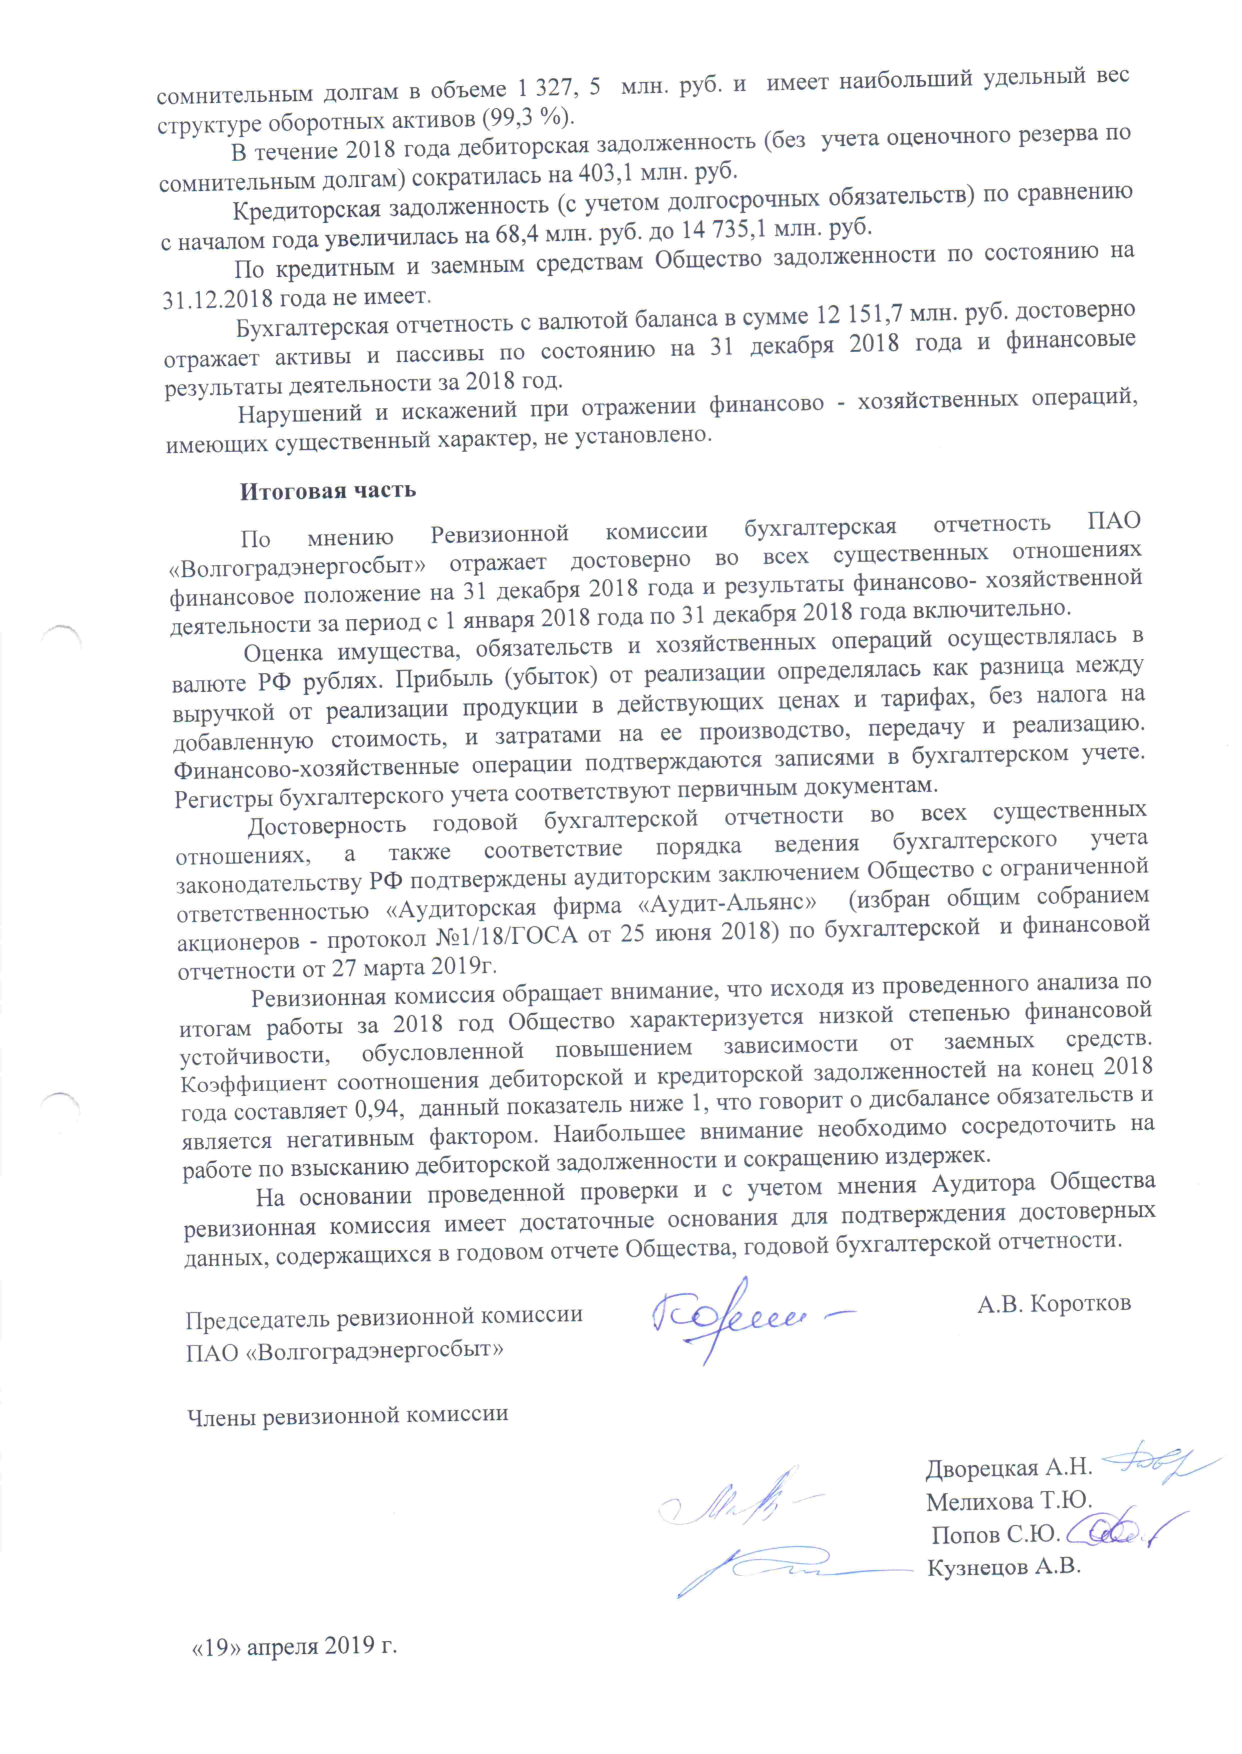 сомнительным долгам в объеме 1 327, 5 млн. руб. и имеет наибольший удельный вес
структуре оборотных активов (99,3 %).
В течение 2018 года дебиторская задолженность (без учета оценочного резерва по
сомнительным долгам) сократилась на 403,1 млн. руб.
Кредиторская задолженность (с учетом долгосрочных обязательств) по сравнению
с началом года увеличилась на 68,4 млн. руб. до 14 735,1 млн. руб.
По кредитным и заемным средствам Общество задолженности по состоянию на
31.12.2018 года не имеет.
Бухгалтерская отчетность с валютой баланса в сумме 12 151,7 млн. руб. достоверно
отражает активы и пассивы по состоянию на 31 декабря 2018 года и финансовые
результаты деятельности за 2018 год.
Нарушений и искажений при отражении финансово - хозяйственных операций,
имеющих существенный характер, не установлено.
Итоговая часть
По мнению Ревизионной комиссии бухгалтерская отчетность ПАО
«Волгоградэнергосбыт» отражает достоверно во всех существенных отношениях
финансовое положение на 31 декабря 2018 года и результаты финансово- хозяйственной
деятельности за период с 1 января 2018 года по 31 декабря 2018 года включительно.
Оценка имущества, обязательств и хозяйственных операций осуществлялась в
валюте РФ рублях. Прибыль (убыток) от реализации определялась как разница между
выручкой от реализации продукции в действующих ценах и тарифах, без налога на
добавленную стоимость, и затратами на ее производство, передачу и реализацию.
Финансово-хозяйственные операции подтверждаются записями в бухгалтерском учете.
Регистры бухгалтерского учета соответствуют первичным документам.
Достоверность годовой бухгалтерской отчетности во всех существенных
отношениях, а также соответствие порядка ведения бухгалтерского учета
законодательству РФ подтверждены аудиторским заключением Общество с ограниченной
ответственностью «Аудиторская фирма «Аудит-Альянс» (избран общим собранием
акционеров - протокол №1/18/ГОСА от 25 июня 2018) по бухгалтерской и финансовой
отчетности от 27 марта 2019г.
Ревизионная комиссия обращает внимание, что исходя из проведенного анализа по
итогам работы за 2018 год Общество характеризуется низкой степенью финансовой
устойчивости, обусловленной повышением зависимости от заемных средств.
Коэффициент соотношения дебиторской и кредиторской задолженностей на конец 2018
года составляет 0,94, данный показатель ниже 1, что говорит о дисбалансе обязательств и
является негативным фактором. Наибольшее внимание необходимо сосредоточить на
работе по взысканию дебиторской задолженности и сокращению издержек.
На основании проведенной проверки и с учетом мнения Аудитора Общества
ревизионная комиссия имеет достаточные основания для подтверждения достоверных
данных, содержащихся в годовом отчете Общества, годовой бухгалтерской отчетности.
Председатель ревизионной комиссии А.В. Коротков
ПАО «Волгоградэнергосбыт»
Члены ревизионной комиссии
Дворецкая А.Н.
Мелихова Т.Ю.
Попов С.Ю.
Кузнецов А.В.
«19» апреля 2019 г.